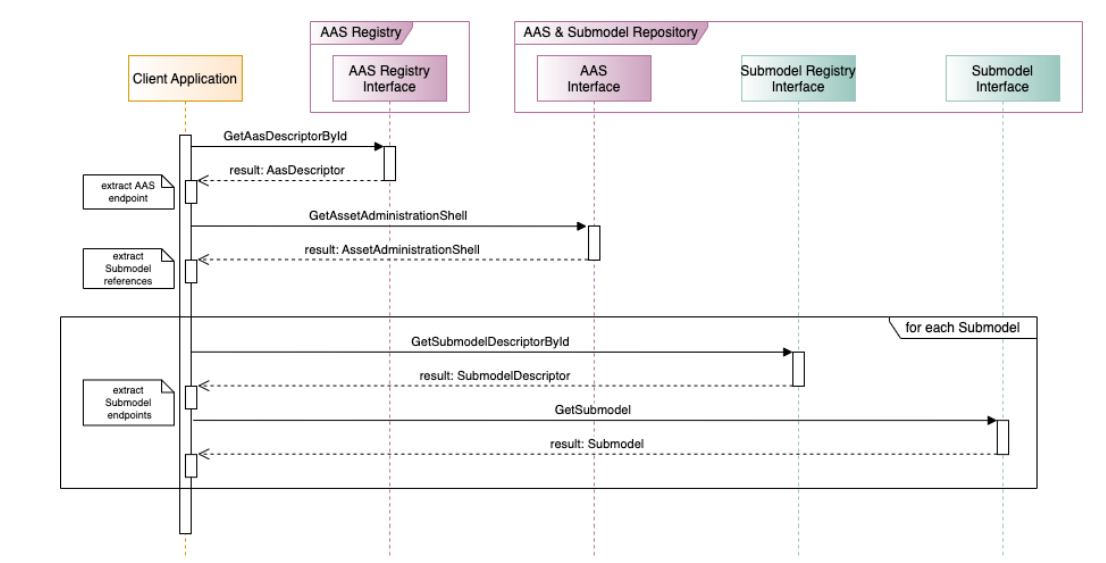 AAS Registry
AAS & Submodel Repository
Client Application
AAS Registry
Interface
AAS
Interface
Submodel Registry
Interface
Submodel
Interface
GetAasDescriptorById
result: AasDescriptor
extract AAS
endpoint
GetAssetAdministrationShell
result: AssetAdministrationShell
extract
Submodel
references
for each Submodel
GetSubmodelDescriptorById
result: SubmodelDescriptor
extract
Submodel
endpoints
GetSubmodel
result: Submodel